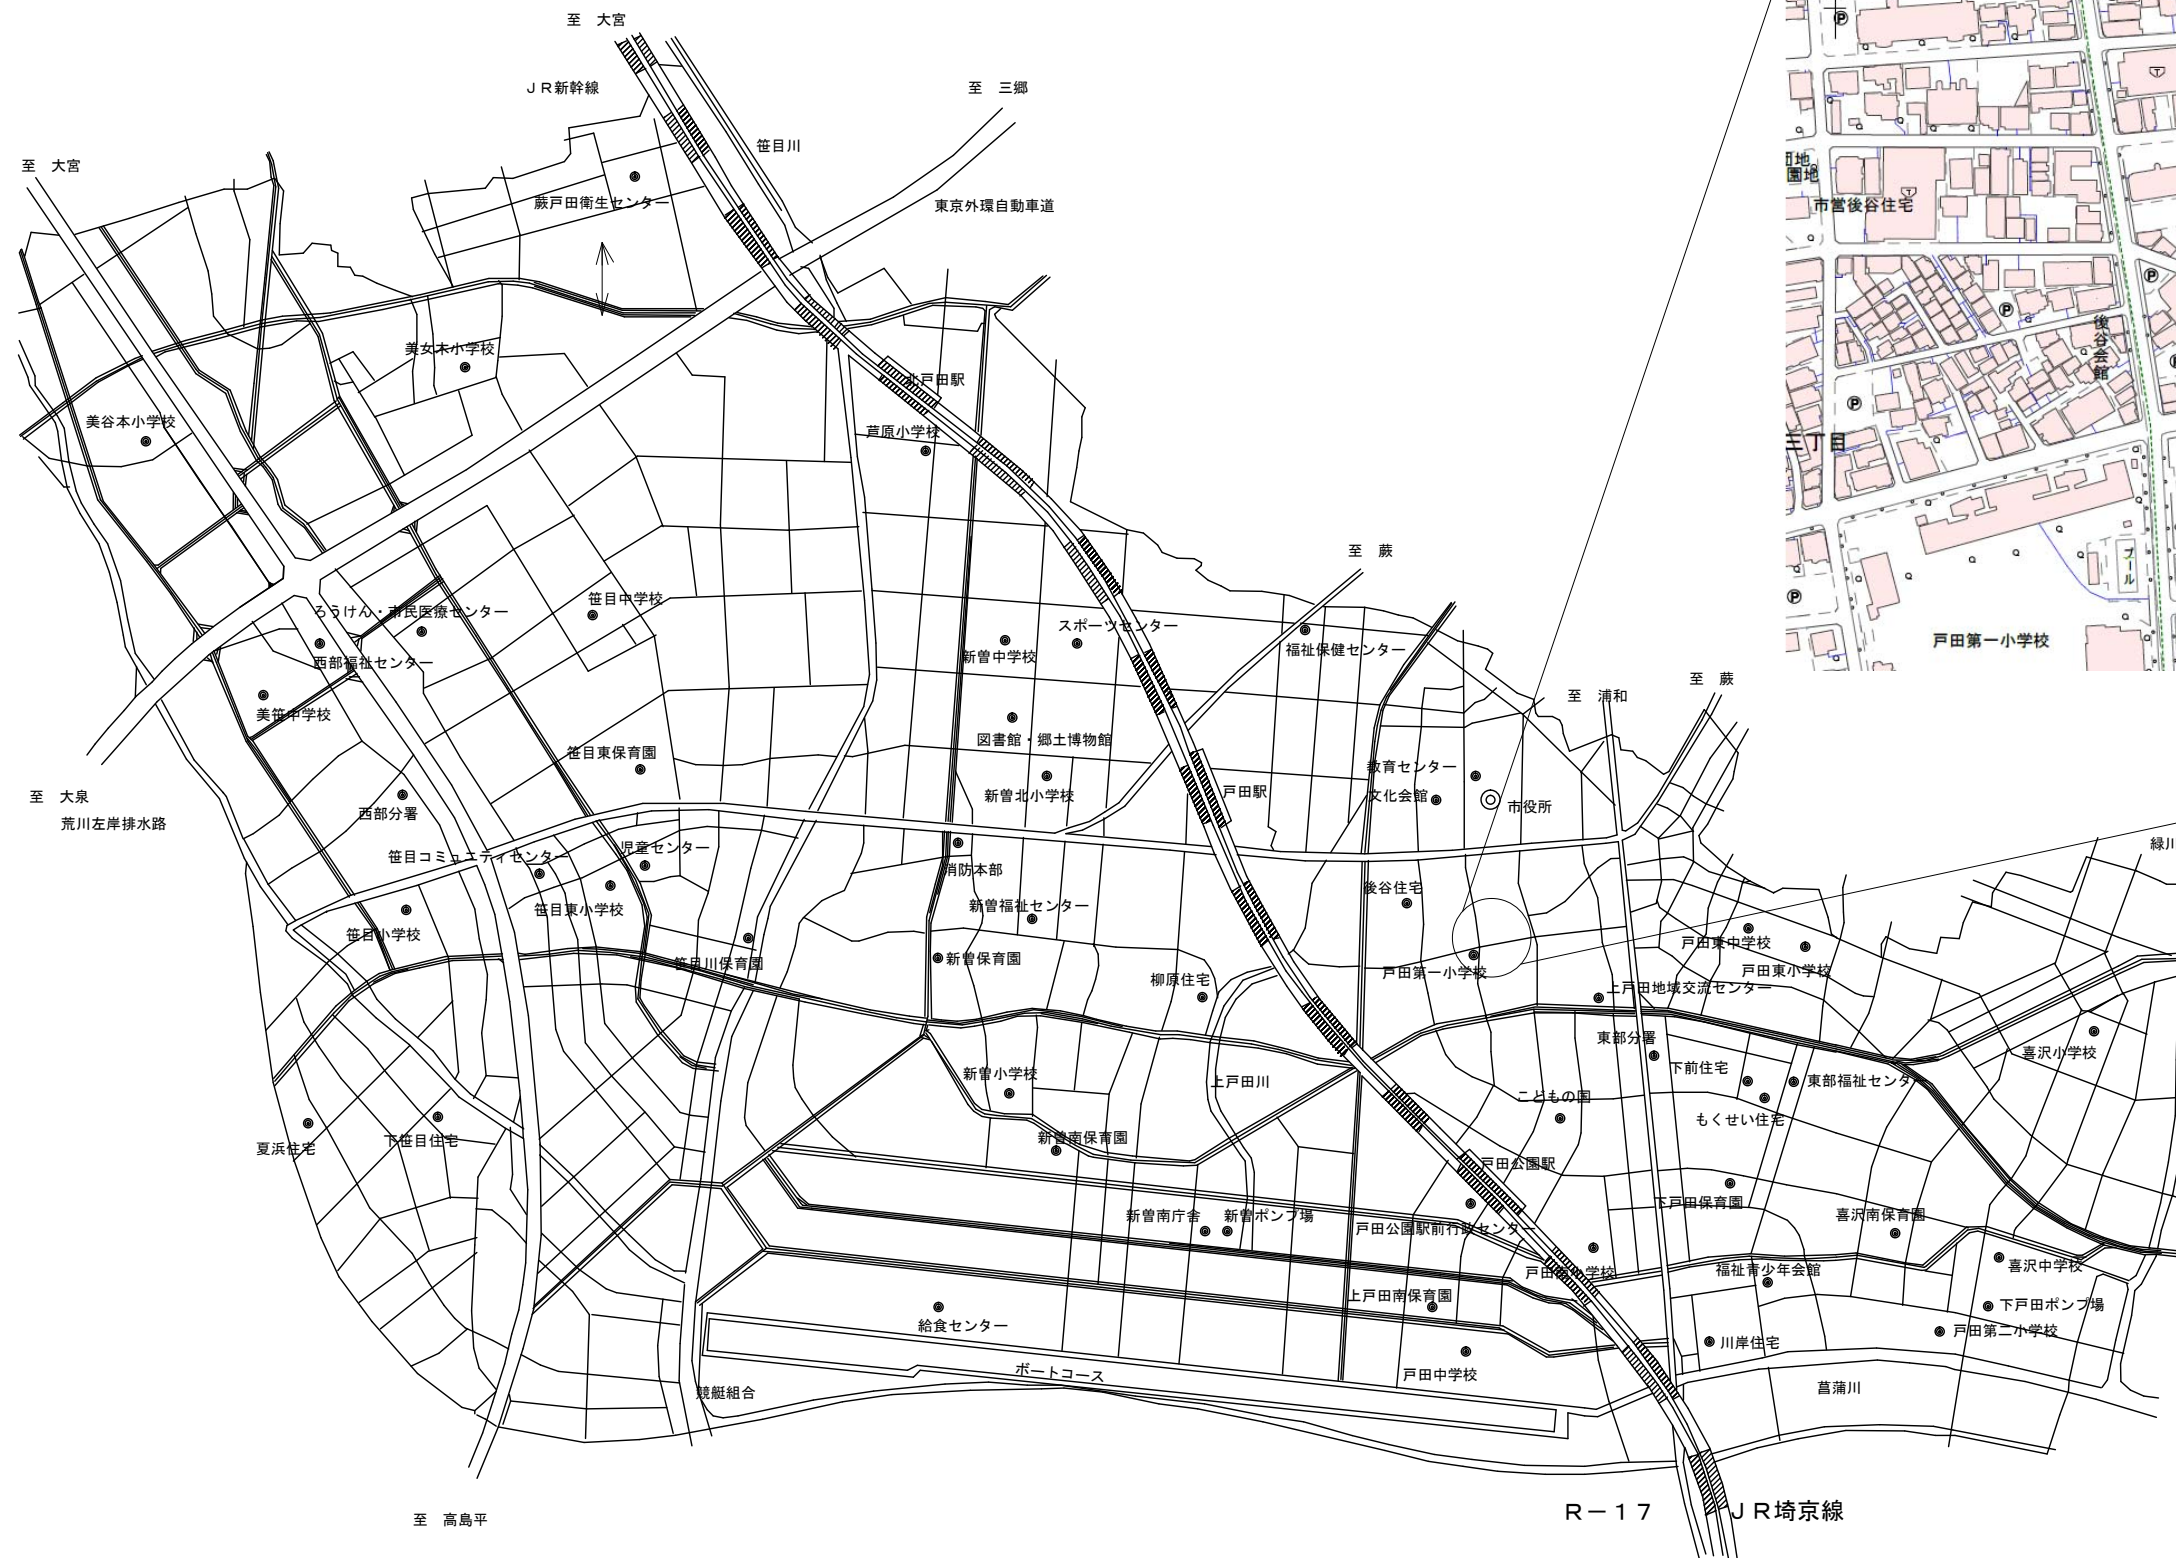 至　大宮
ＪＲ新幹線
至　三郷
笹目川
至　大宮
蕨戸田衛生センター
東京外環自動車道
団地
園地
市営後谷住宅
後谷会館
三丁目
プール
戸田第一小学校
美女木小学校
北戸田駅
美谷本小学校
芦原小学校
至　蕨
笹目中学校
ろうけん・市民医療センター
スポーツセンター
西部福祉センター
新曽中学校
福祉保健センター
至　蕨
至　浦和
美笹中学校
図書館・郷土博物館
笹目東保育園
教育センター
至　大泉
新曽北小学校
戸田駅
文化会館
市役所
荒川左岸排水路
西部分署
緑川
児童センター
笹目コミュニティセンター
消防本部
後谷住宅
新曽福祉センター
笹目東小学校
笹目小学校
戸田東中学校
笹目川保育園
新曽保育園
戸田第一小学校
戸田東小学校
柳原住宅
上戸田地域交流センター
東部分署
喜沢小学校
下前住宅
新曽小学校
上戸田川
東部福祉センター
こどもの国
もくせい住宅
新曽南保育園
夏浜住宅
下笹目住宅
戸田公園駅
下戸田保育園
新曽南庁舎
新曽ポンプ場
喜沢南保育園
戸田公園駅前行政センター
戸田南小学校
福祉青少年会館
喜沢中学校
上戸田南保育園
下戸田ポンプ場
給食センター
戸田第二小学校
川岸住宅
ボートコース
戸田中学校
競艇組合
菖蒲川
Ｒ－１７
ＪＲ埼京線
至　高島平